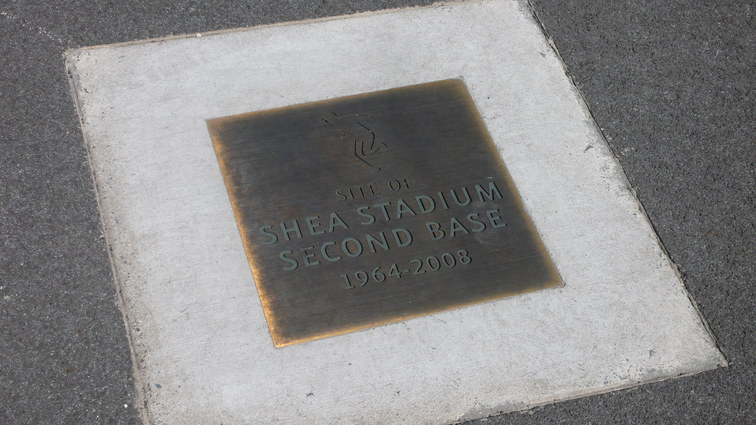 SITE OF
SHEA STADIUM
SECOND BASE
1964-2008